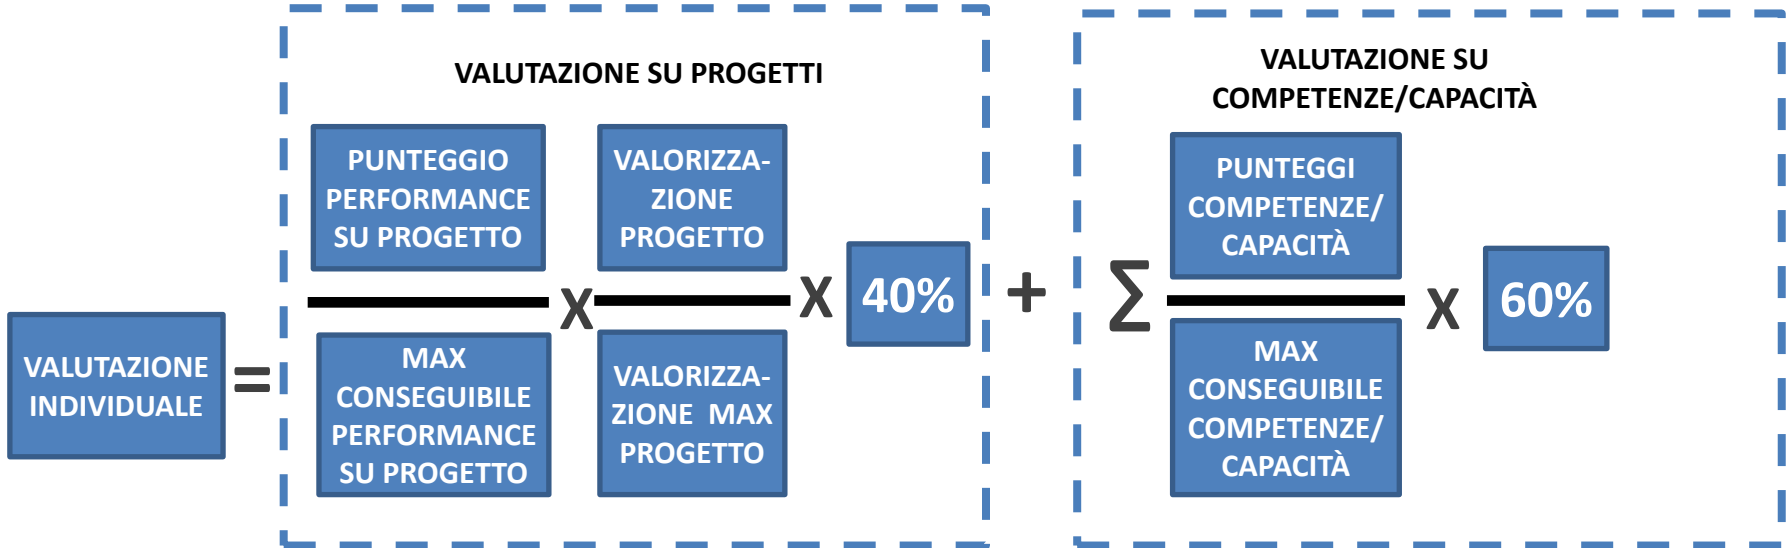 VALUTAZIONE
INDIVIDUALE
=
VALUTAZIONE SU PROGETTI
PUNTEGGIO
PERFORMANCE
SU PROGETTO
MAX
CONSEGUIBILE
PERFORMANCE
SU PROGETTO
X
VALORIZZA-
ZIONE
PROGETTO
VALORIZZA-
ZIONE MAX
PROGETTO
X
40%
+
VALUTAZIONE SU
COMPETENZE/CAPACITÀ
∑
PUNTEGGI
COMPETENZE/
CAPACITÀ
MAX
CONSEGUIBILE
COMPETENZE/
CAPACITÀ
X
60%